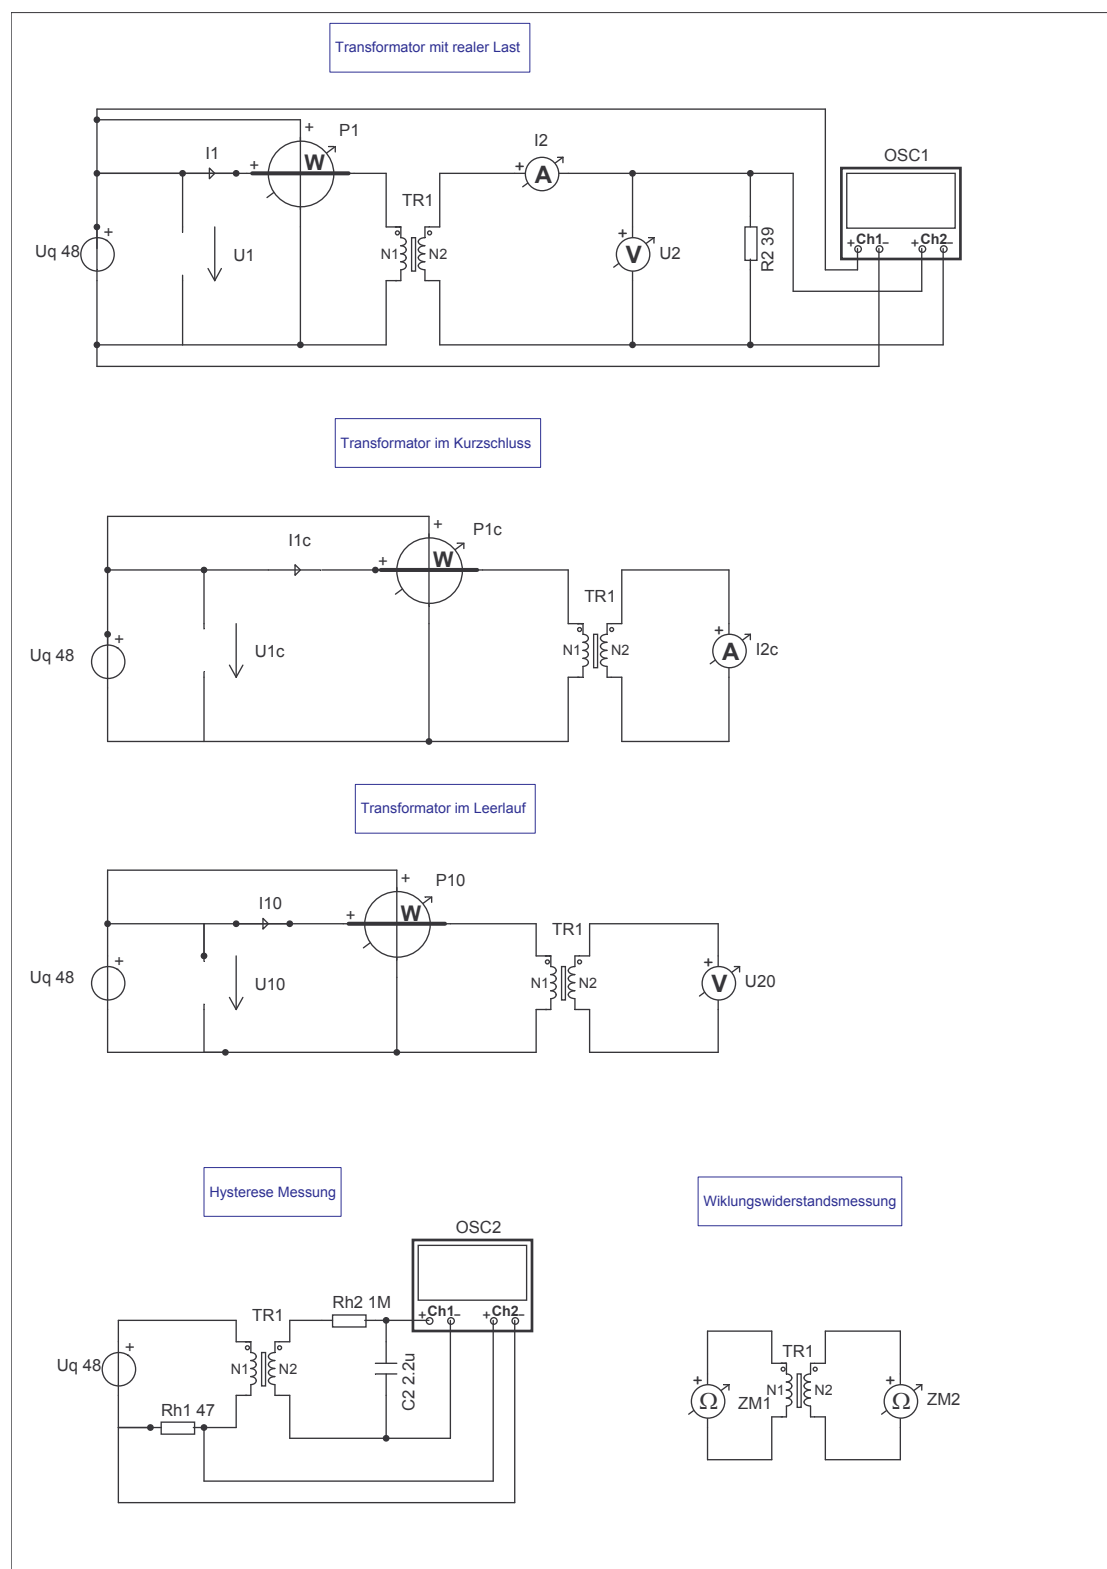 Transformator mit realer Last
+
P1
I1
+
W
I2
+
A
OSC1
TR1
Uq 48
+
U1
N1
N2
+
V
U2
R2 39
+Ch1–
+Ch2–
Transformator im Kurzschluss
+
P1c
I1c
+
W
TR1
Uq 48
+
U1c
N1
N2
+
A
I2c
Transformator im Leerlauf
+
P10
I10
+
W
TR1
Uq 48
+
U10
N1
N2
+
V
U20
Hysterese Messung
Wiklungswiderstandsmessung
OSC2
Rh2 1M
+Ch1–
+Ch2–
TR1
Uq 48
+
N1
N2
C2 2.2u
Rh1 47
TR1
+
Ω
ZM1
N1
N2
+
Ω
ZM2